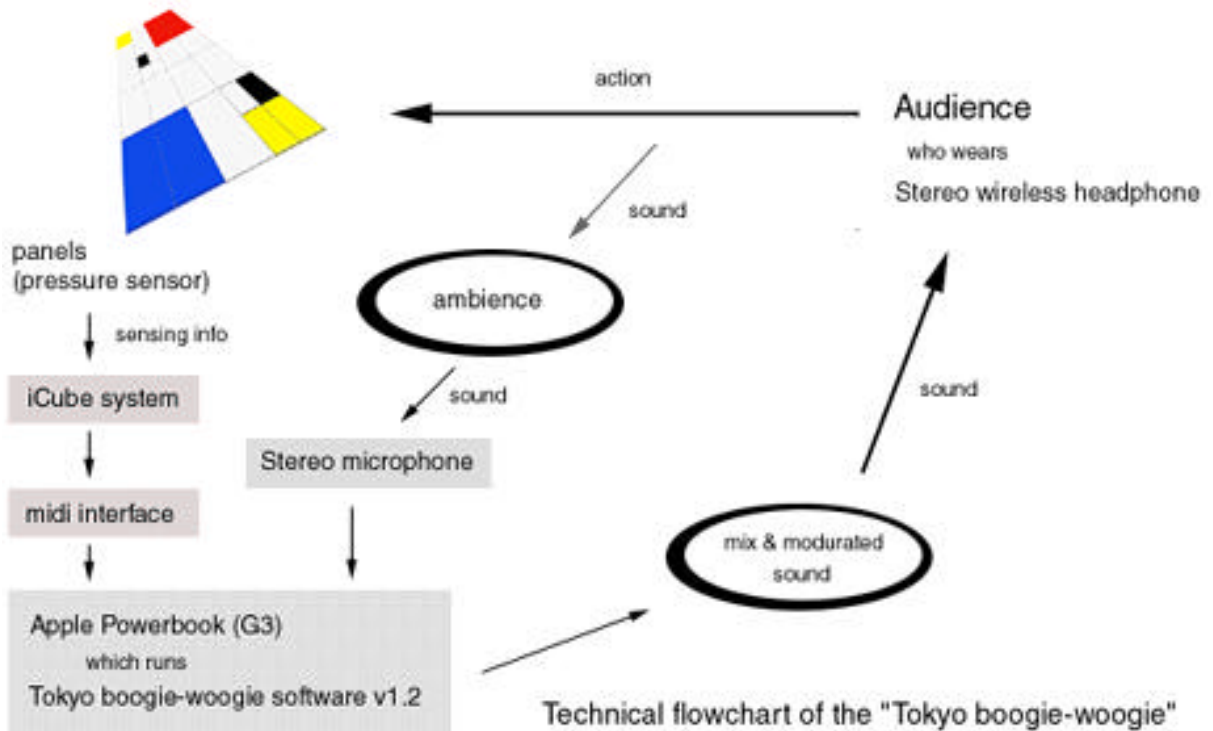 action
Audience
who wears
Stereo wireless headphone
sound
panels
(pressure sensor)
ambience
sensing info
iCube system
sound
sound
Stereo microphone
midi interface
mix & modurated
sound
Apple Powerbook (G3)
which runs
Tokyo boogie-woogie software v1.2
Technical flowchart of the "Tokyo boogie-woogie"